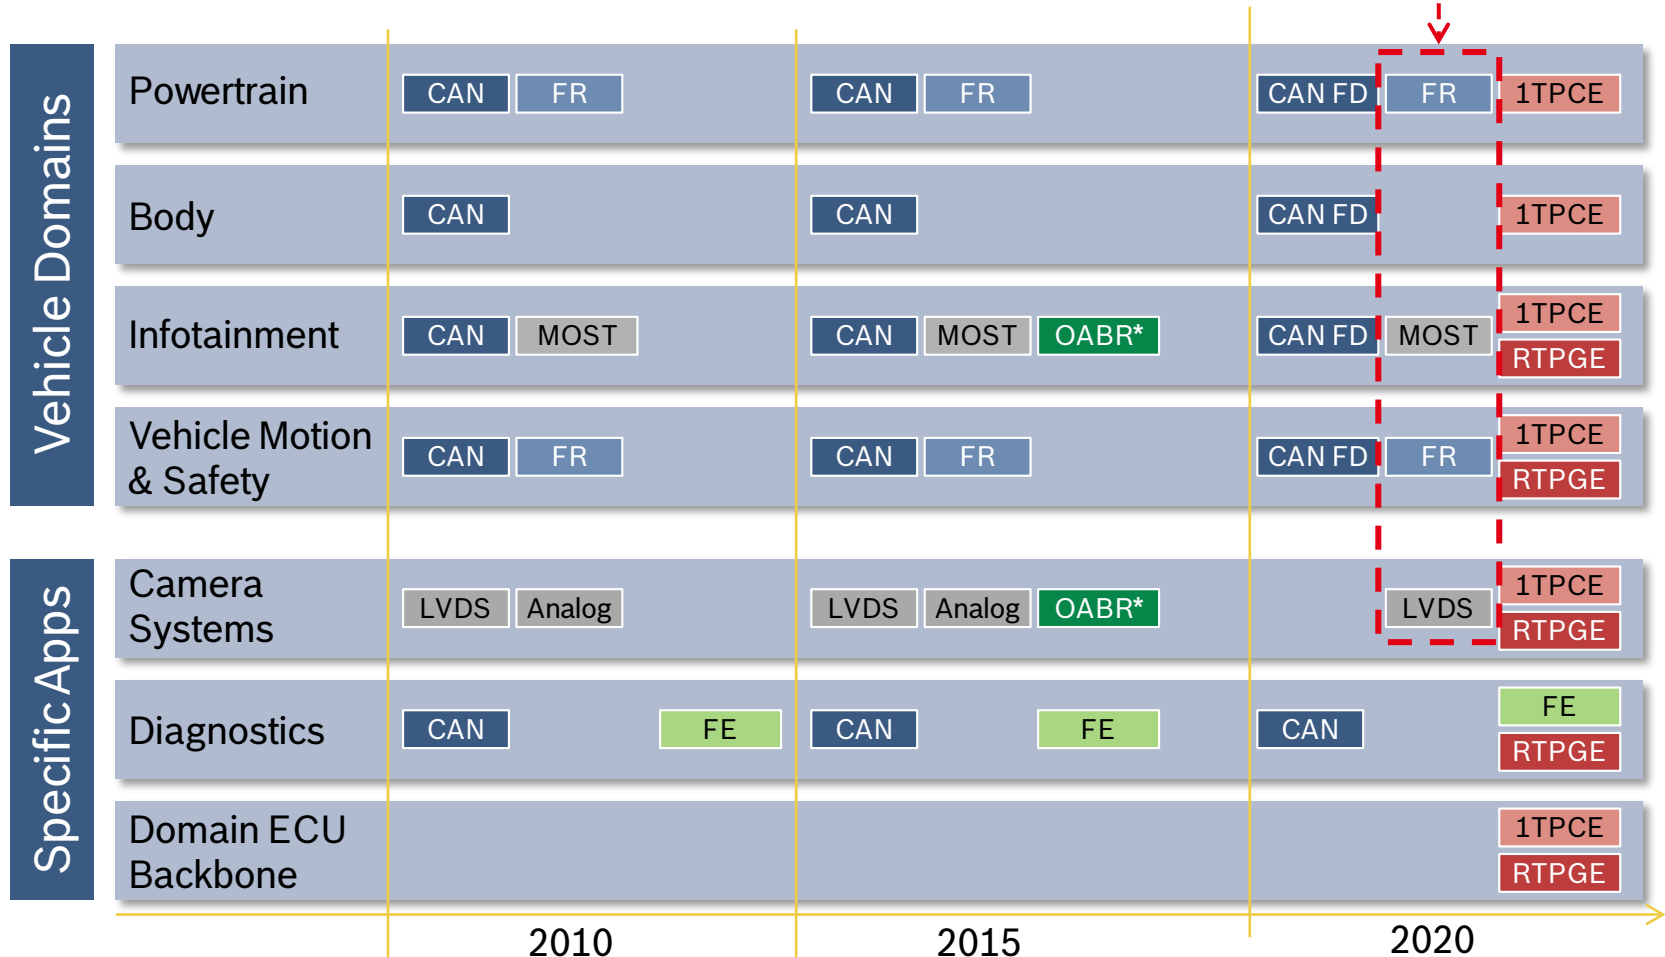 Vehicle Domains
Powertrain
CAN FR
CAN FR
CAN FD FR 1TPCE
Body
CAN
CAN
CAN FD 1TPCE
Infotainment
CAN MOST
CAN MOST OABR*
CAN FD MOST 1TPCE
RTPGE
Vehicle Motion
& Safety
CAN FR
CAN FR
CAN FD FR 1TPCE
RTPGE
Specific Apps
Camera
Systems
LVDS Analog
LVDS Analog OABR*
LVDS 1TPCE
RTPGE
Diagnostics
CAN FE
CAN FE
CAN FE
RTPGE
Domain ECU
Backbone
1TPCE
RTPGE
2010 2015 2020